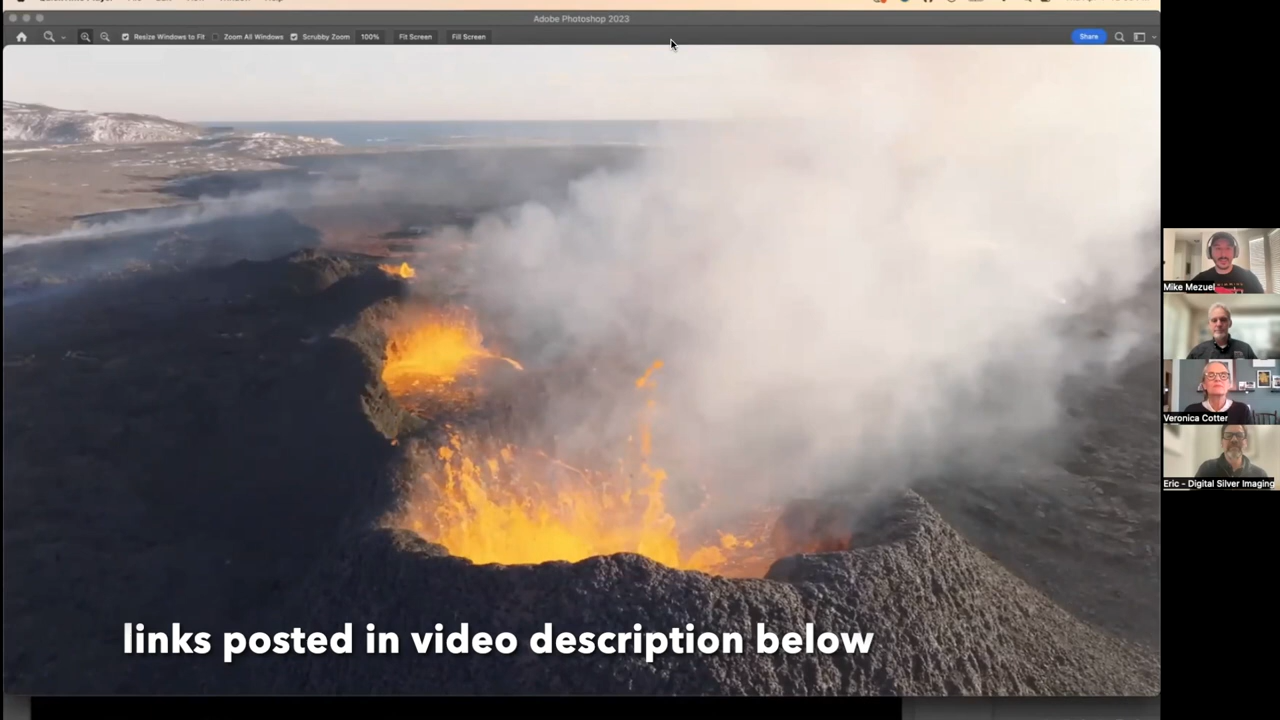 Adobe Photoshop 2023
Resize Windows to Fit
Zoom All Windows
Scrubby Zoom
100%
Fit Screen
Fill Screen
Share
Mike Mezuel
Veronica Cotter
Eric - Digital Silver Imaging
links posted in video description below